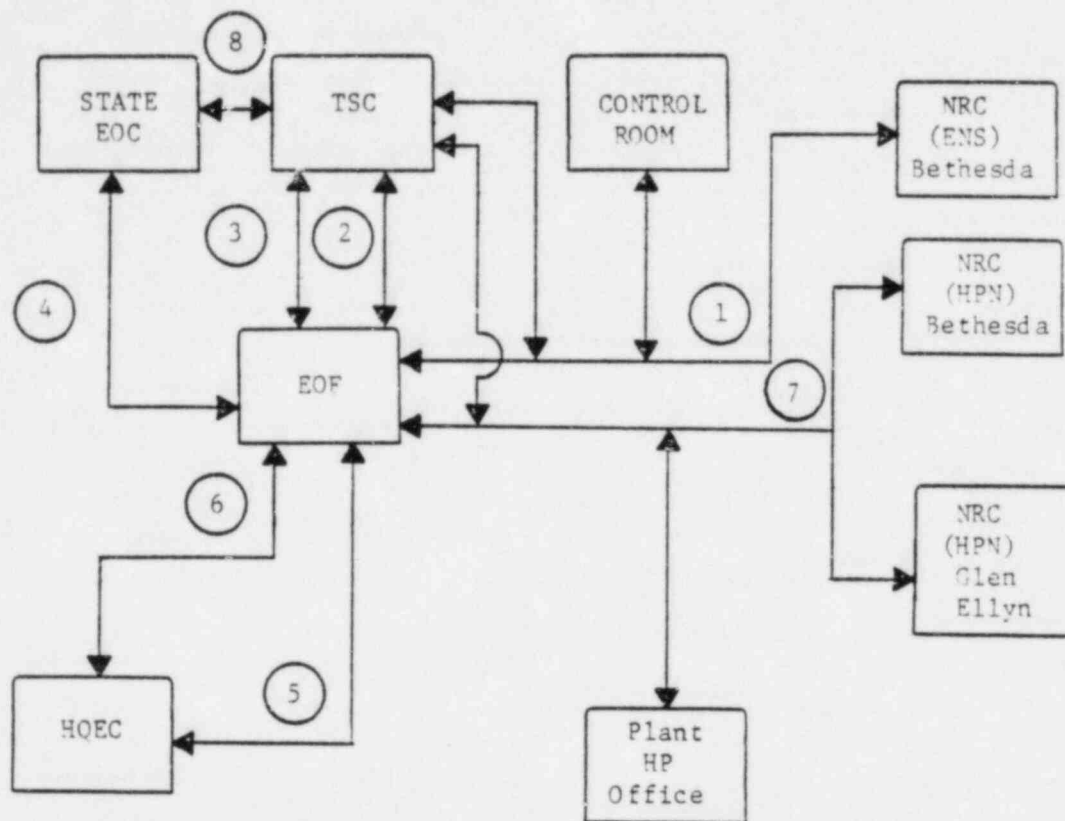 8
STATE
EOC
TSC
CONTROL
ROOM
NRC
(ENS)
Bethesda
3
2
NRC
(HPN)
Bethesda
4
1
EOF
7
6
NRC
(HPN)
Glen
Ellyn
5
HQEC
Plant
HP
Office